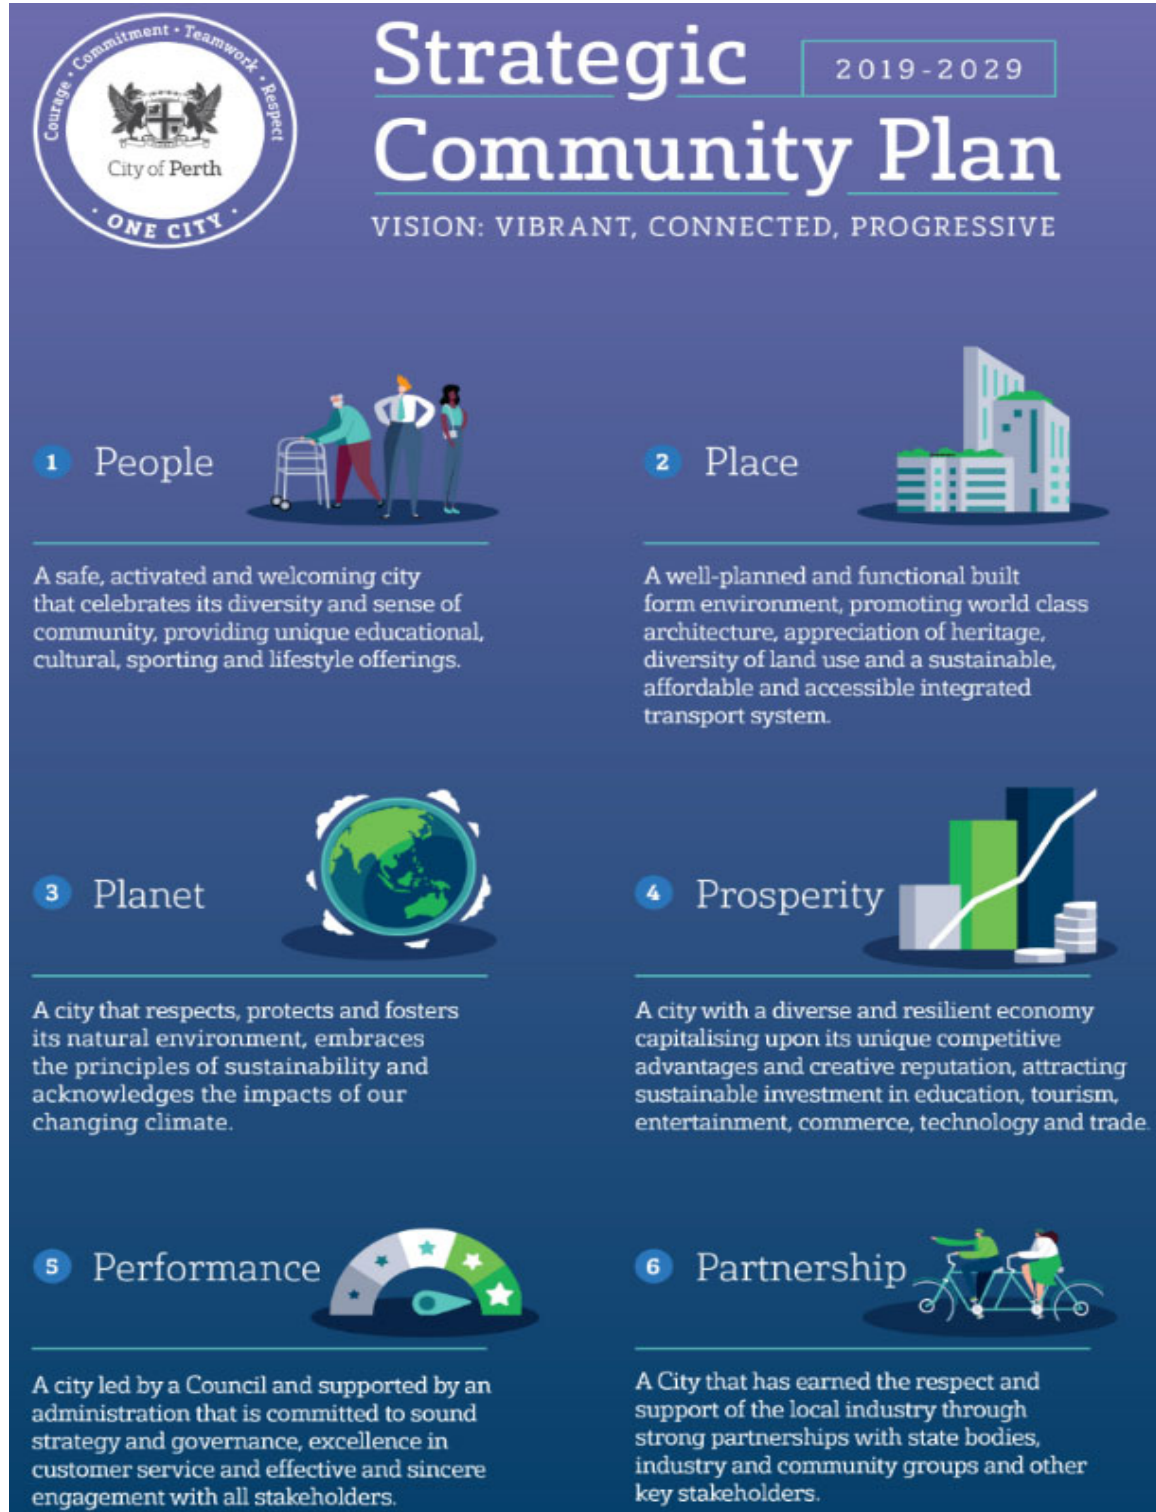 Courage • Commitment • Teamwork • Respect
City of Perth
• ONE CITY •
Strategic
2019-2029
Community Plan
VISION: VIBRANT, CONNECTED, PROGRESSIVE
1 People
A safe, activated and welcoming city
that celebrates its diversity and sense of
community, providing unique educational,
cultural, sporting and lifestyle offerings.
2 Place
A well-planned and functional built
form environment, promoting world class
architecture, appreciation of heritage,
diversity of land use and a sustainable,
affordable and accessible integrated
transport system.
3 Planet
A city that respects, protects and fosters
its natural environment, embraces
the principles of sustainability and
acknowledges the impacts of our
changing climate.
4 Prosperity
A city with a diverse and resilient economy
capitalising upon its unique competitive
advantages and creative reputation, attracting
sustainable investment in education, tourism,
entertainment, commerce, technology and trade.
5 Performance
A city led by a Council and supported by an
administration that is committed to sound
strategy and governance, excellence in
customer service and effective and sincere
engagement with all stakeholders.
6 Partnership
A City that has earned the respect and
support of the local industry through
strong partnerships with state bodies,
industry and community groups and other
key stakeholders.